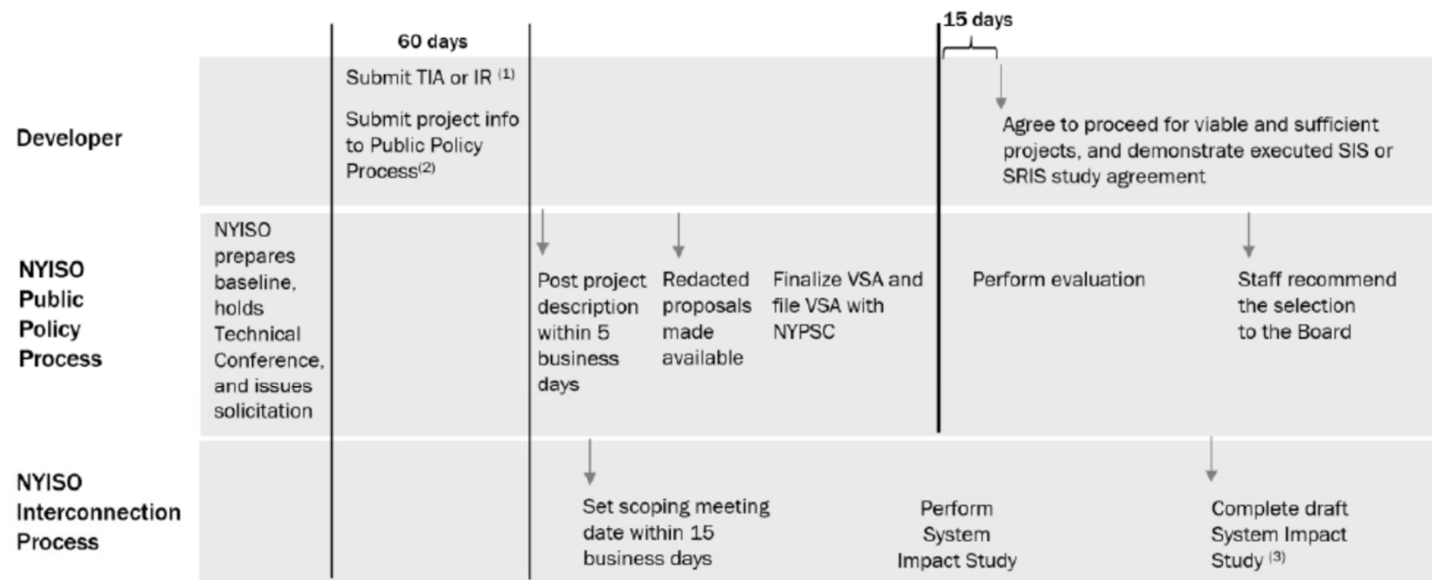 60 days
15 days
Developer
Submit TIA or IR (1)
Submit project info
to Public Policy
Process(2)
Agree to proceed for viable and sufficient
projects, and demonstrate executed SIS or
SRIS study agreement
NYISO
Public
Policy
Process
NYISO
prepares
baseline,
holds
Technical
Conference,
and issues
solicitation
Post project
description
within 5
business
days
Redacted
proposals
made
available
Finalize VSA and
file VSA with
NYPSC
Perform evaluation
Staff recommend
the selection
to the Board
NYISO
Interconnection
Process
Set scoping meeting
date within 15
business days
Perform
System
Impact Study
Complete draft
System Impact
Study (3)